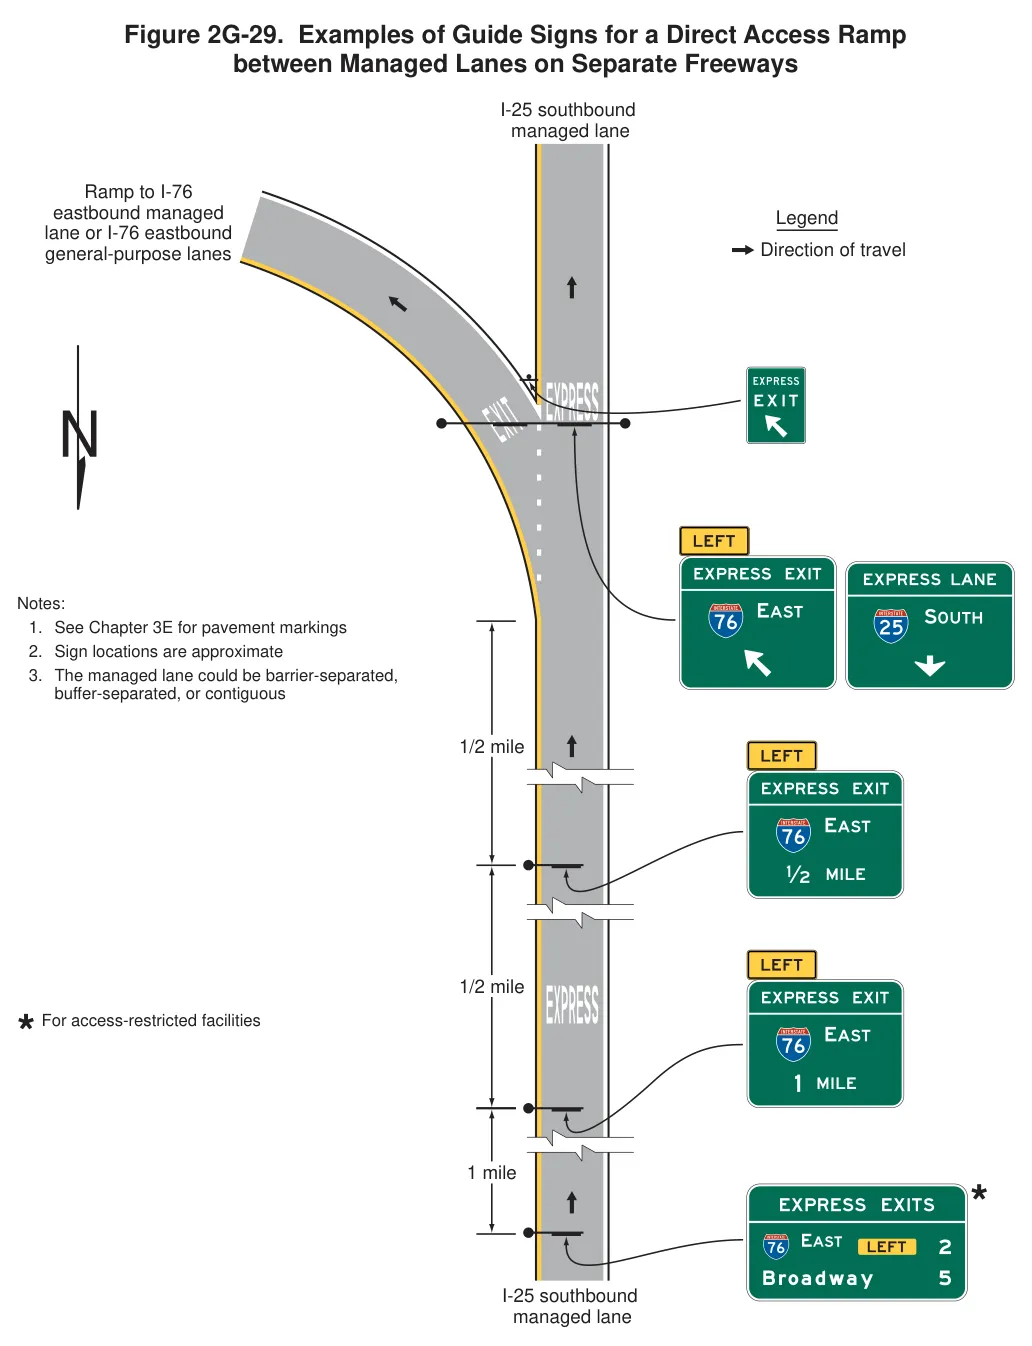 Figure 2G-29.  Examples of Guide Signs for a Direct Access Ramp
between Managed Lanes on Separate Freeways
I-25 southbound
managed lane
Ramp to I-76
eastbound managed
lane or I-76 eastbound
general-purpose lanes
Legend
Direction of travel
N
EXPRESS
EXIT
EXPRESS
EXIT
LEFT
EXPRESS EXIT
INTERSTATE
76
EAST
EXPRESS LANE
INTERSTATE
25
SOUTH
Notes:
1. See Chapter 3E for pavement markings
2. Sign locations are approximate
3. The managed lane could be barrier-separated,
buffer-separated, or contiguous
1/2 mile
LEFT
EXPRESS EXIT
INTERSTATE
76
EAST
1/2 MILE
1/2 mile
EXPRESS
LEFT
EXPRESS EXIT
INTERSTATE
76
EAST
1 MILE
* For access-restricted facilities
1 mile
*
EXPRESS EXITS
INTERSTATE
76 EAST LEFT 2
Broadway 5
I-25 southbound
managed lane